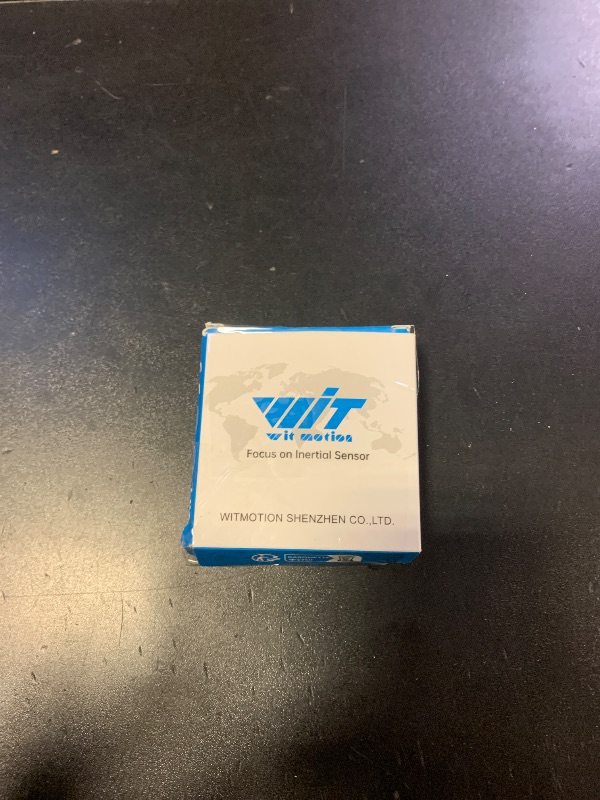 WiT
wit motion
Focus on Inertial Sensor
WITMOTION SHENZHEN CO.,LTD.